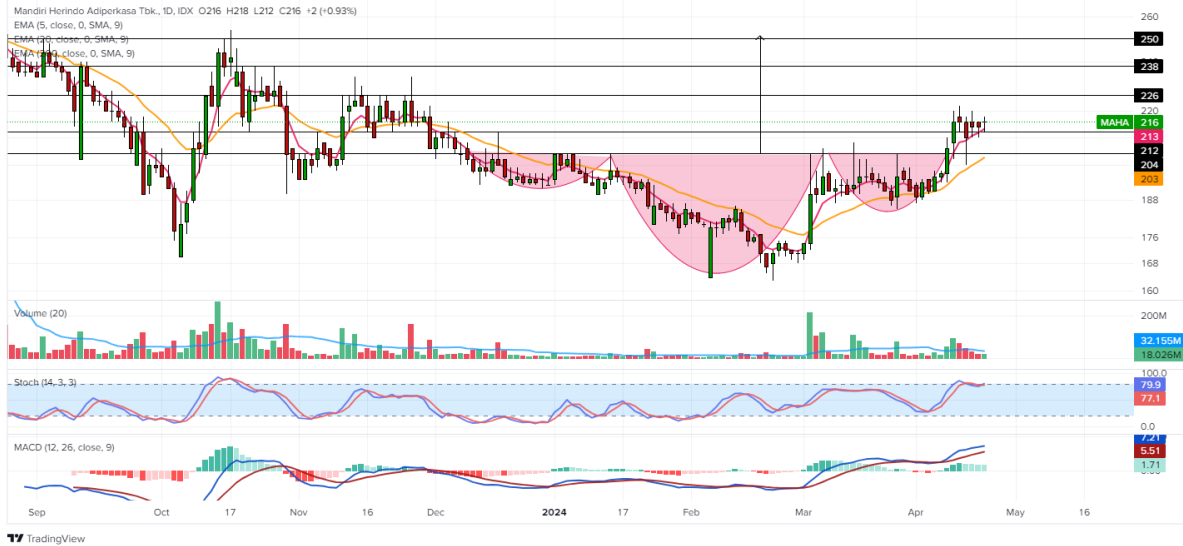 Mandiri Herindo Adiperkasa Tbk., 1D, IDX O216 H218 L212 C216 +2 (+0.93%)
EMA (5, close, 0, SMA, 9)
EMA (20, close, 0, SMA, 9)
close, 0, SMA, 9)
260
250
238
226
220
MAHA 216
213
212
204
203
188
176
168
160
Volume (20)
200M
32.155M
18.026M
Stoch (14, 3, 3)
100.0
79.9
77.1
0.0
MACD (12, 26, close, 9)
7.21
5.51
1.71
Sep Oct 17 Nov 16 Dec 2024 17 Feb Mar Apr May 16
TradingView